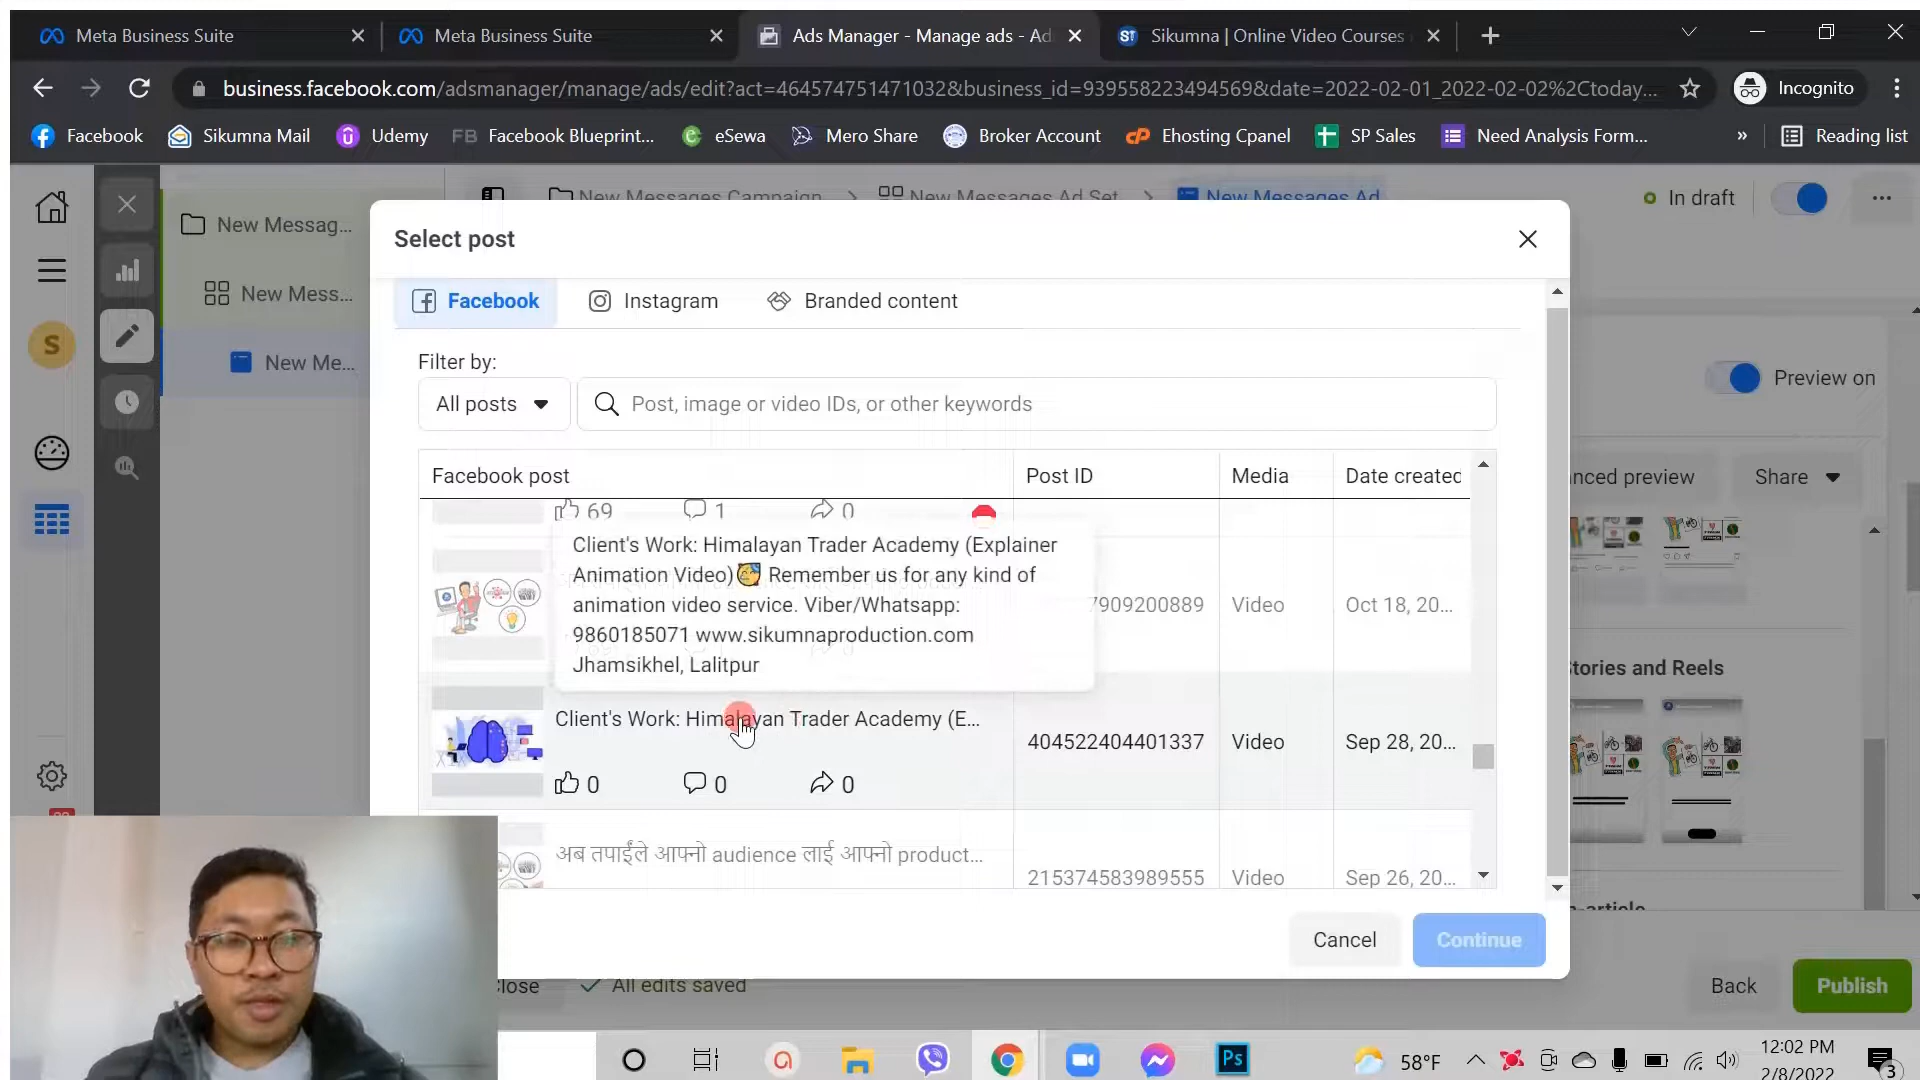 Meta Business Suite
Meta Business Suite
Ads Manager - Manage ads - Ad
ST Sikumna | Online Video Courses
business.facebook.com/adsmanager/manage/ads/edit?act=464574751471032&business_id=939558223494569&date=2022-02-01_2022-02-02%2Ctoday...
Incognito
Facebook
Sikumna Mail
Udemy
FB Facebook Blueprint...
eSewa
Mero Share
Broker Account
Ehosting Cpanel
SP Sales
Need Analysis Form...
»
Reading list
New Messages Campaign
New Messages Ad Set
New Messages Ad
In draft
New Messag...
New Mess...
New Me...
S
Select post
Facebook
Instagram
Branded content
Filter by:
All posts
Post, image or video IDs, or other keywords
Preview on
nced preview
Share
Facebook post
Post ID
Media
Date created
69
1
0
Client's Work: Himalayan Trader Academy (Explainer
Animation Video)🥳 Remember us for any kind of
animation video service. Viber/Whatsapp:
9860185071 www.sikumnaproduction.com
Jhamsikhel, Lalitpur
7909200889
Video
Oct 18, 20...
Client's Work: Himalayan Trader Academy (E...
0
0
0
404522404401337
Video
Sep 28, 20...
अब तपाईंले आफ्नो audience लाई आफ्नो product...
215374583989555
Video
Sep 26, 20...
tories and Reels
-article
Cancel
Continue
Close
All edits saved
Back
Publish
Ps
58°F
12:02 PM
2/8/2022
3